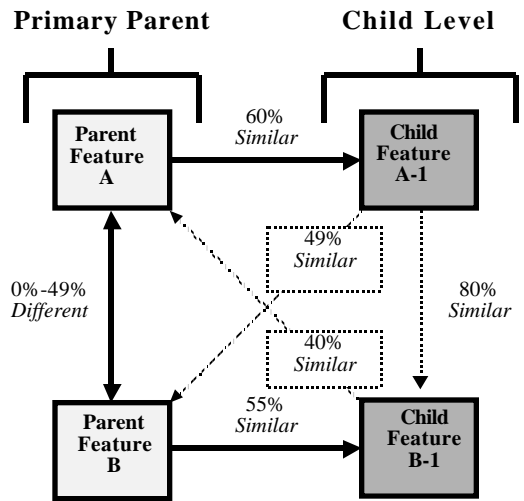 Primary Parent
Child Level
Parent
Feature
A
60%
Similar
Child
Feature
A-1
49%
Similar
0%-49%
Different
80%
Similar
40%
Similar
Parent
Feature
B
55%
Similar
Child
Feature
B-1